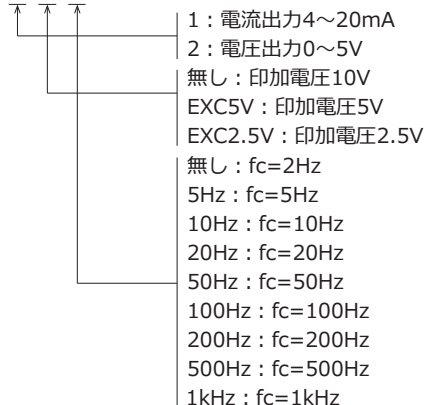 1：電流出力4～20mA
2：電圧出力0～5V
無し：印加電圧10V
EXC5V：印加電圧5V
EXC2.5V：印加電圧2.5V
無し：fc=2Hz
5Hz：fc=5Hz
10Hz：fc=10Hz
20Hz：fc=20Hz
50Hz：fc=50Hz
100Hz：fc=100Hz
200Hz：fc=200Hz
500Hz：fc=500Hz
1kHz：fc=1kHz